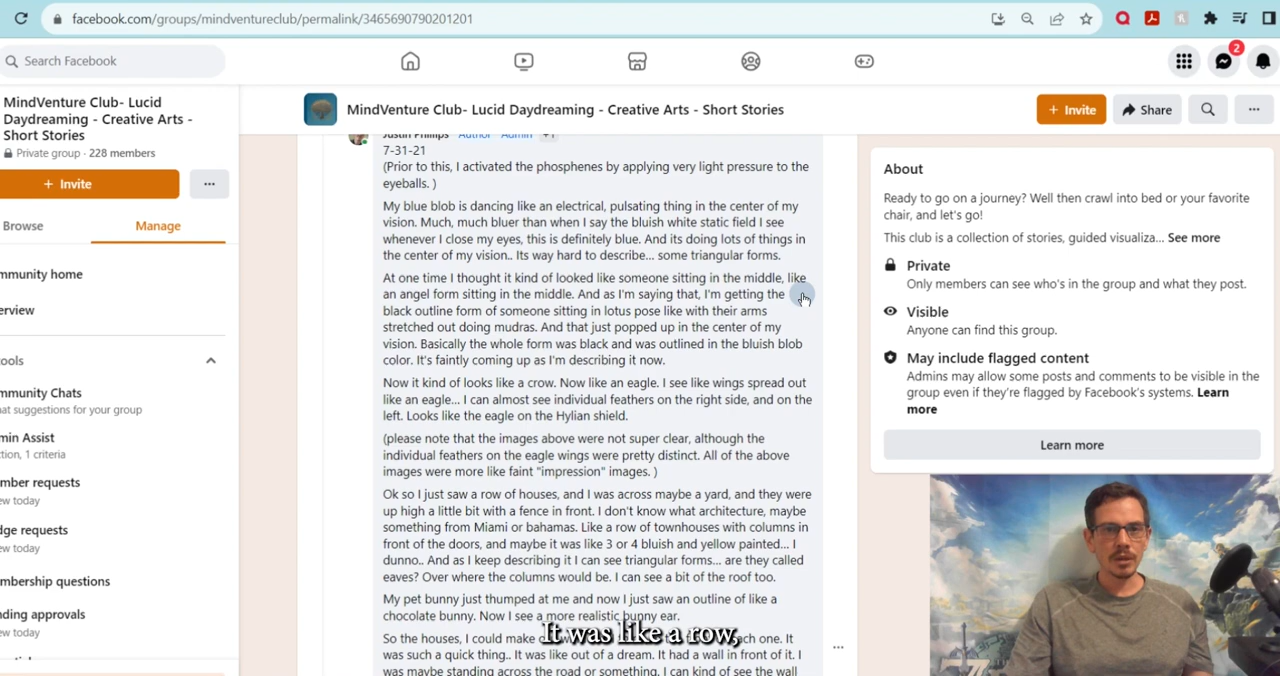 facebook.com/groups/mindventureclub/permalink/3465690790201201
Search Facebook
2
MindVenture Club- Lucid
Daydreaming - Creative Arts -
Short Stories
Private group · 228 members
+ Invite
Browse
Manage
mmunity home
erview
ools
mmunity Chats
at suggestions for your group
min Assist
ction, 1 criteria
mber requests
ew today
dge requests
ew today
mbership questions
nding approvals
ew today
MindVenture Club- Lucid Daydreaming - Creative Arts - Short Stories
+ Invite
Share
Justin Phillips Author Admin +1
7-31-21
(Prior to this, I activated the phosphenes by applying very light pressure to the
eyeballs. )
My blue blob is dancing like an electrical, pulsating thing in the center of my
vision. Much, much bluer than when I say the bluish white static field I see
whenever I close my eyes, this is definitely blue. And its doing lots of things in
the center of my vision.. Its way hard to describe... some triangular forms.
At one time I thought it kind of looked like someone sitting in the middle, like
an angel form sitting in the middle. And as I'm saying that, I'm getting the
black outline form of someone sitting in lotus pose like with their arms
stretched out doing mudras. And that just popped up in the center of my
vision. Basically the whole form was black and was outlined in the bluish blob
color. It's faintly coming up as I'm describing it now.
Now it kind of looks like a crow. Now like an eagle. I see like wings spread out
like an eagle... I can almost see individual feathers on the right side, and on the
left. Looks like the eagle on the Hylian shield.
(please note that the images above were not super clear, although the
individual feathers on the eagle wings were pretty distinct. All of the above
images were more like faint "impression" images. )
Ok so I just saw a row of houses, and I was across maybe a yard, and they were
up high a little bit with a fence in front. I don't know what architecture, maybe
something from Miami or bahamas. Like a row of townhouses with columns in
front of the doors, and maybe it was like 3 or 4 bluish and yellow painted... I
dunno.. And as I keep describing it I can see triangular forms... are they called
eaves? Over where the columns would be. I can see a bit of the roof too.
My pet bunny just thumped at me and now I just saw an outline of like a
chocolate bunny. Now I see a more realistic bunny ear.
So the houses, I could make each one. It
was such a quick thing.. It was like out of a dream. It had a wall in front of it. I
was maybe standing across the road or something. I can kind of see the wall
It was like a row,
About
Ready to go on a journey? Well then crawl into bed or your favorite
chair, and let's go!
This club is a collection of stories, guided visualiza... See more
Private
Only members can see who's in the group and what they post.
Visible
Anyone can find this group.
May include flagged content
Admins may allow some posts and comments to be visible in the
group even if they're flagged by Facebook's systems. Learn
more
Learn more